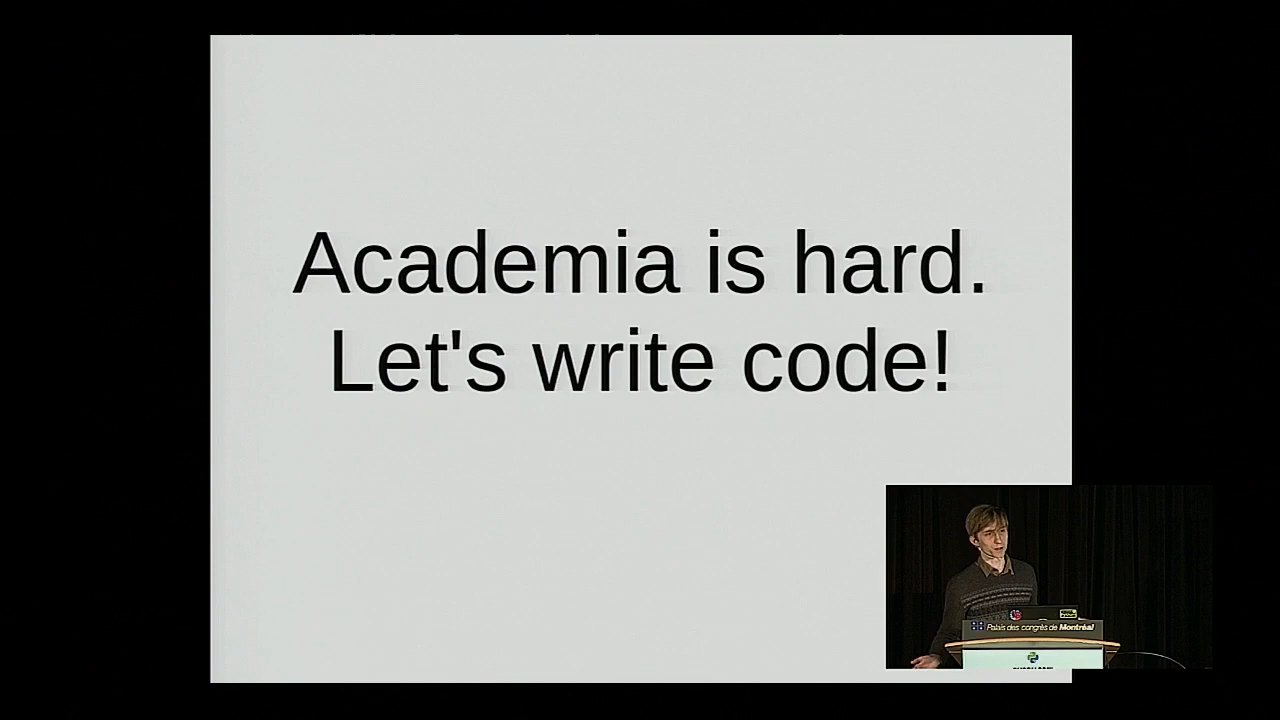 Academia is hard.
Let's write code!
Palais des congrès de Montréal